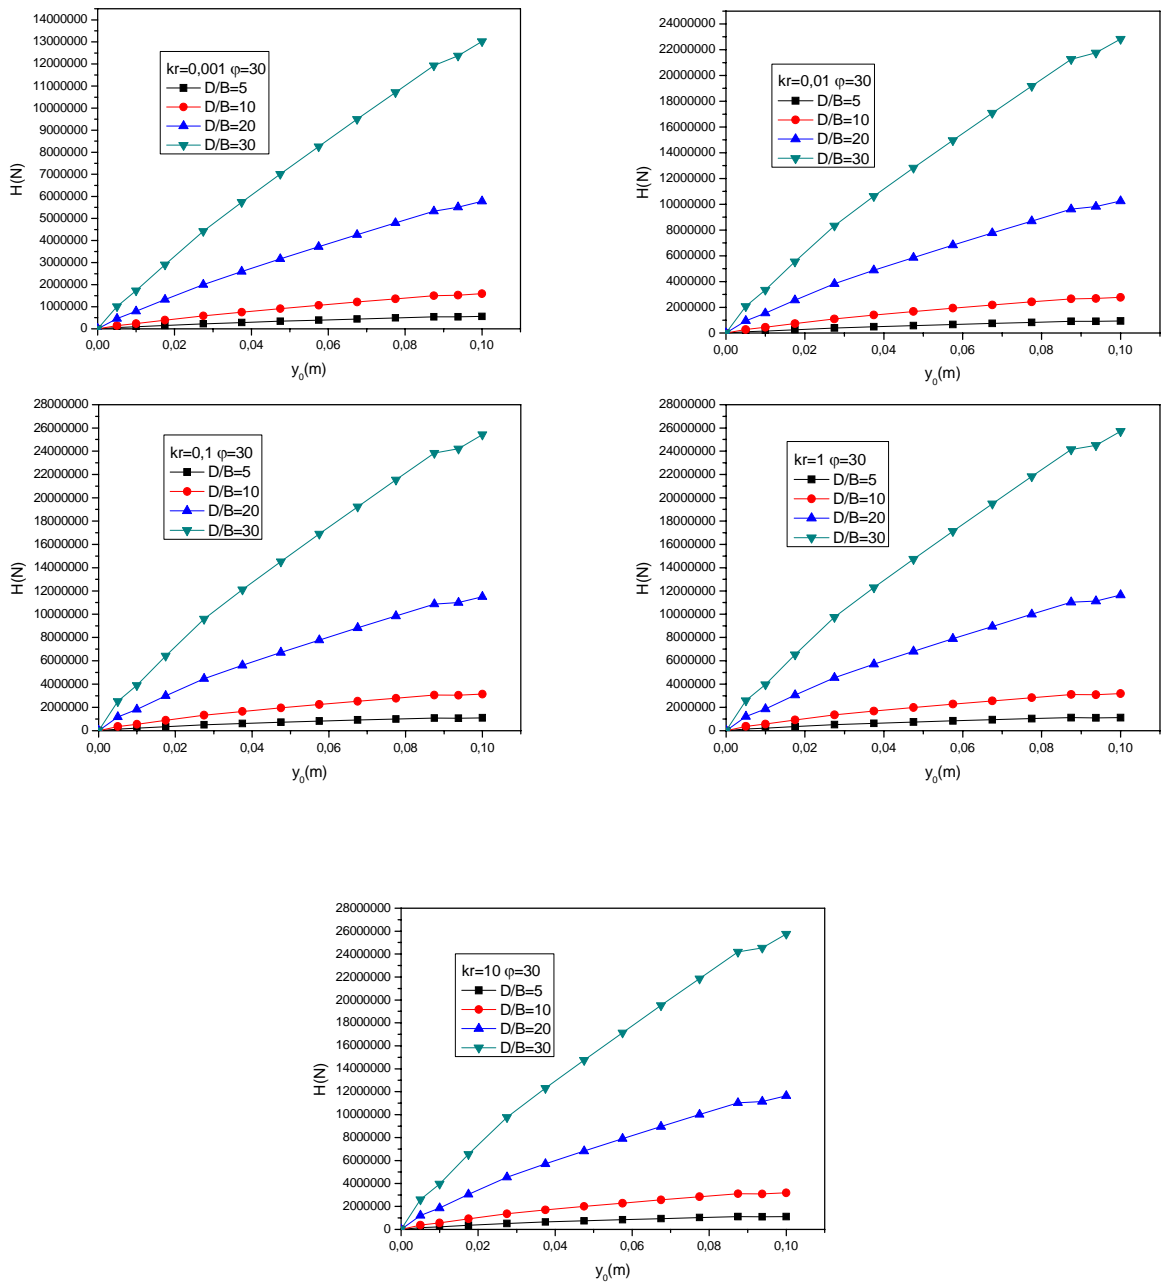 14000000
13000000
12000000
11000000
10000000
9000000
8000000
7000000
6000000
5000000
4000000
3000000
2000000
1000000
0
H(N)
kr=0,001 φ=30
D/B=5
D/B=10
D/B=20
D/B=30
0,00 0,02 0,04 0,06 0,08 0,10
y0(m)
24000000
22000000
20000000
18000000
16000000
14000000
12000000
10000000
8000000
6000000
4000000
2000000
0
H(N)
kr=0,01 φ=30
D/B=5
D/B=10
D/B=20
D/B=30
0,00 0,02 0,04 0,06 0,08 0,10
y0(m)
28000000
26000000
24000000
22000000
20000000
18000000
16000000
14000000
12000000
10000000
8000000
6000000
4000000
2000000
0
H(N)
kr=0,1 φ=30
D/B=5
D/B=10
D/B=20
D/B=30
0,00 0,02 0,04 0,06 0,08 0,10
y0(m)
28000000
26000000
24000000
22000000
20000000
18000000
16000000
14000000
12000000
10000000
8000000
6000000
4000000
2000000
0
H(N)
kr=1 φ=30
D/B=5
D/B=10
D/B=20
D/B=30
0,00 0,02 0,04 0,06 0,08 0,10
y0(m)
28000000
26000000
24000000
22000000
20000000
18000000
16000000
14000000
12000000
10000000
8000000
6000000
4000000
2000000
0
H(N)
kr=10 φ=30
D/B=5
D/B=10
D/B=20
D/B=30
0,00 0,02 0,04 0,06 0,08 0,10
y0(m)